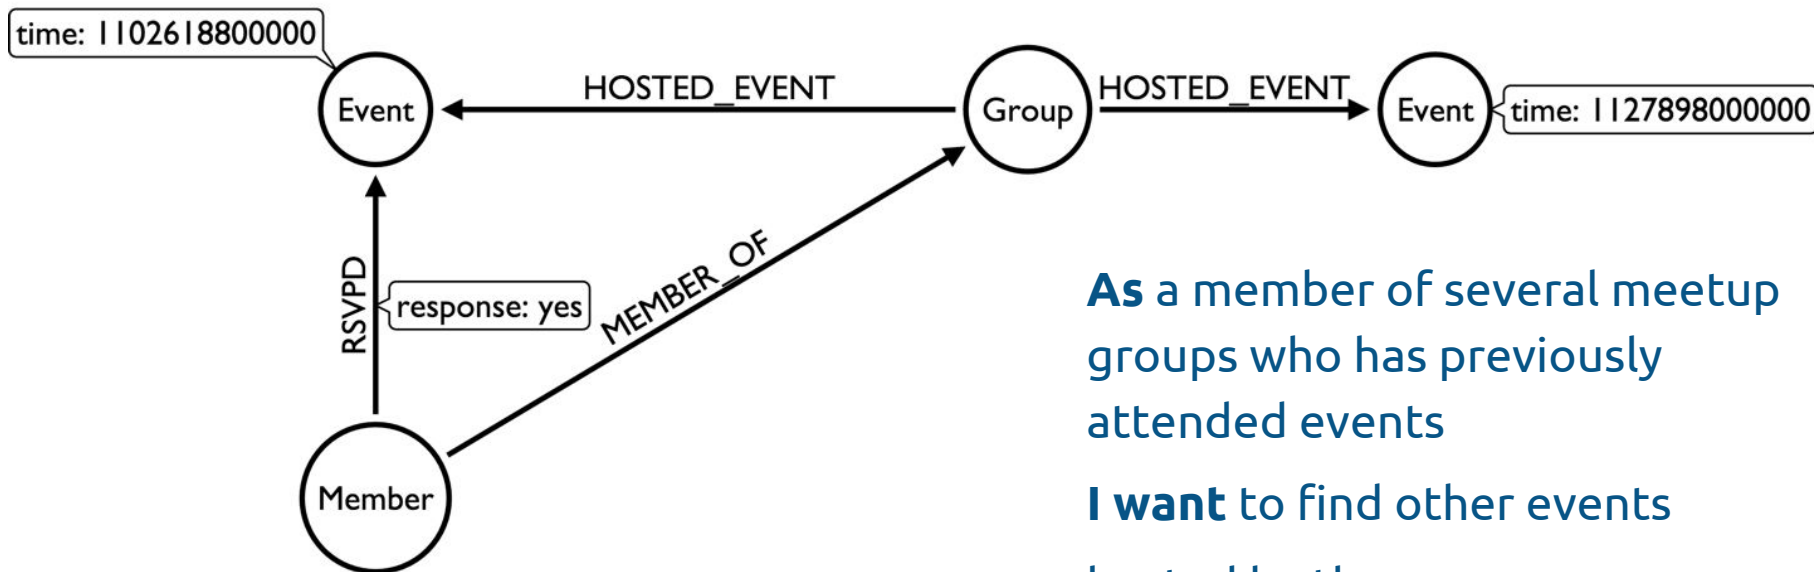 time: 1102618800000
Event
HOSTED_EVENT
Group
HOSTED_EVENT
Event
time: 1127898000000
RSVPD
response: yes
MEMBER_OF
Member
As a member of several meetup
groups who has previously
attended events
I want to find other events